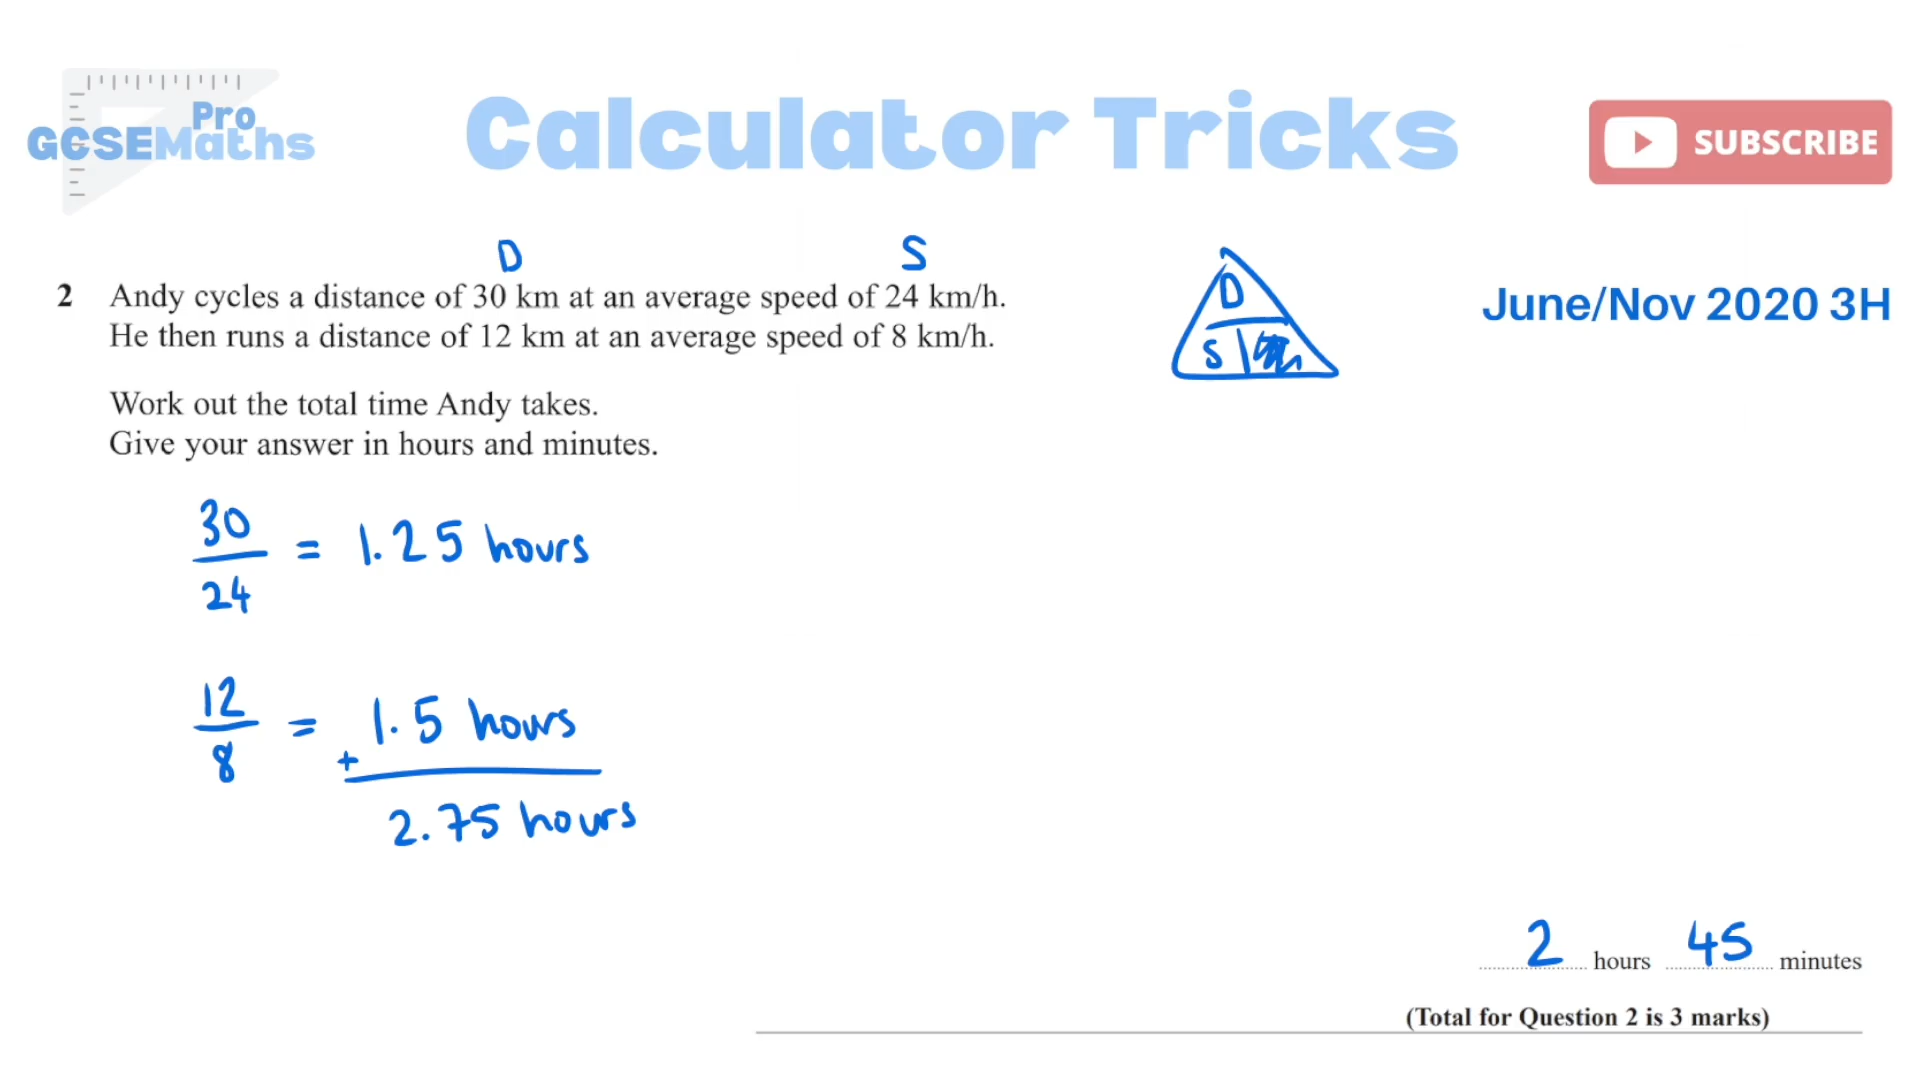 Pro
GCSEMaths
Calculator Tricks
SUBSCRIBE
D S
2 Andy cycles a distance of 30 km at an average speed of 24 km/h.
He then runs a distance of 12 km at an average speed of 8 km/h.
D
S
June/Nov 2020 3H
Work out the total time Andy takes.
Give your answer in hours and minutes.
30
24
= 1.25 hours
12
8
= 1.5 hours
+
2.75 hours
2 hours 45 minutes
(Total for Question 2 is 3 marks)